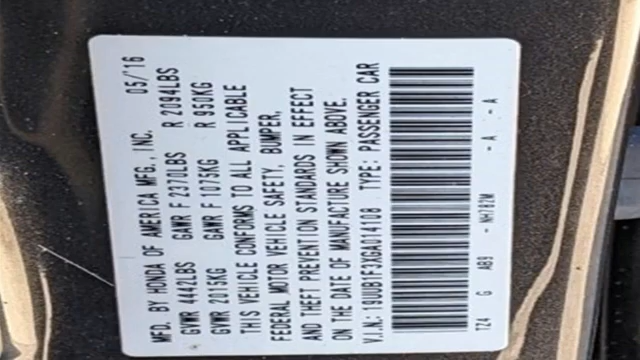 MFD. BY HONDA OF AMERICA MFG., INC. 05/'16
GVWR 4442LBS GAWR F 2370LBS R 2094LBS
GVWR 2015KG GAWR F 1075KG R 950KG
THIS VEHICLE CONFORMS TO ALL APPLICABLE
FEDERAL MOTOR VEHICLE SAFETY, BUMPER,
AND THEFT PREVENTION STANDARDS IN EFFECT
ON THE DATE OF MANUFACTURE SHOWN ABOVE.
V.I.N.: 19UUB1F3XGA014108 TYPE: PASSENGER CAR
TZ4 G AB9 - NH782M - A - A